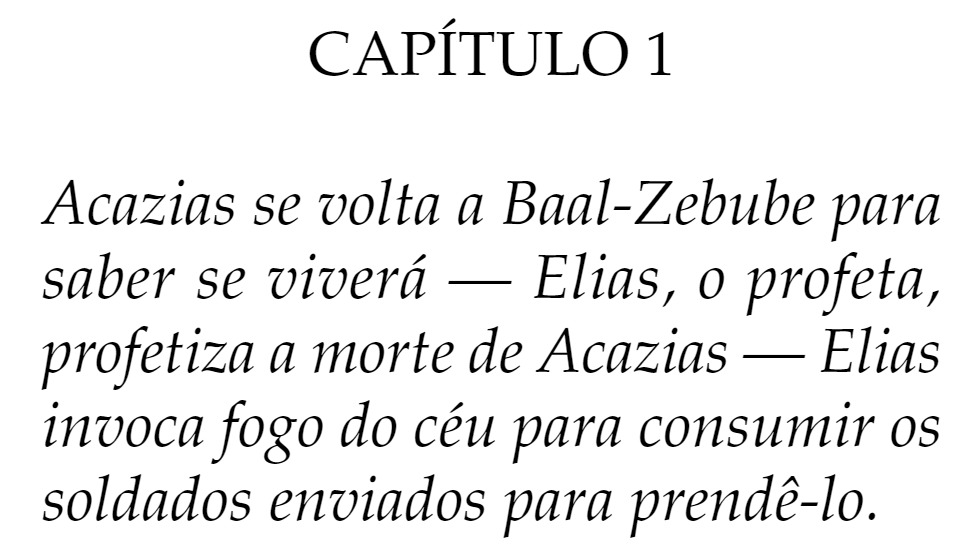 CAPÍTULO 1
Acazias se volta a Baal-Zebube para
saber se viverá — Elias, o profeta,
profetiza a morte de Acazias — Elias
invoca fogo do céu para consumir os
soldados enviados para prendê-lo.